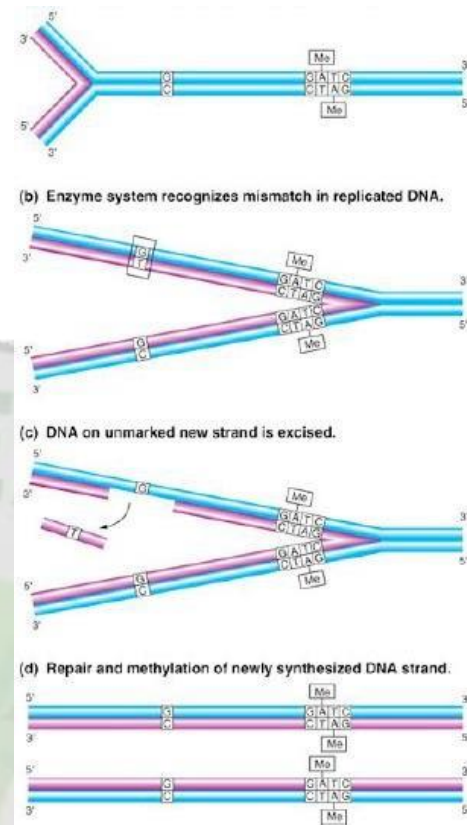 5'
3'
Me
G
G A T C
3'
C
C T A G
5'
5'
Me
3'
(b) Enzyme system recognizes mismatch in replicated DNA.
5'
Me
3'
G
T
G A T C
C T A G
3'
G A T C
5'
G
C T A G
C
5'
Me
3'
(c) DNA on unmarked new strand is excised.
5'
Me
3'
G
G A T C
C T A G
T
3'
G A T C
5'
G
C T A G
C
5'
Me
3'
(d) Repair and methylation of newly synthesized DNA strand.
Me
5'
3'
G
G A T C
3'
C
C T A G
5'
Me
Me
5'
3'
G
G A T C
3'
C
C T A G
5'
Me